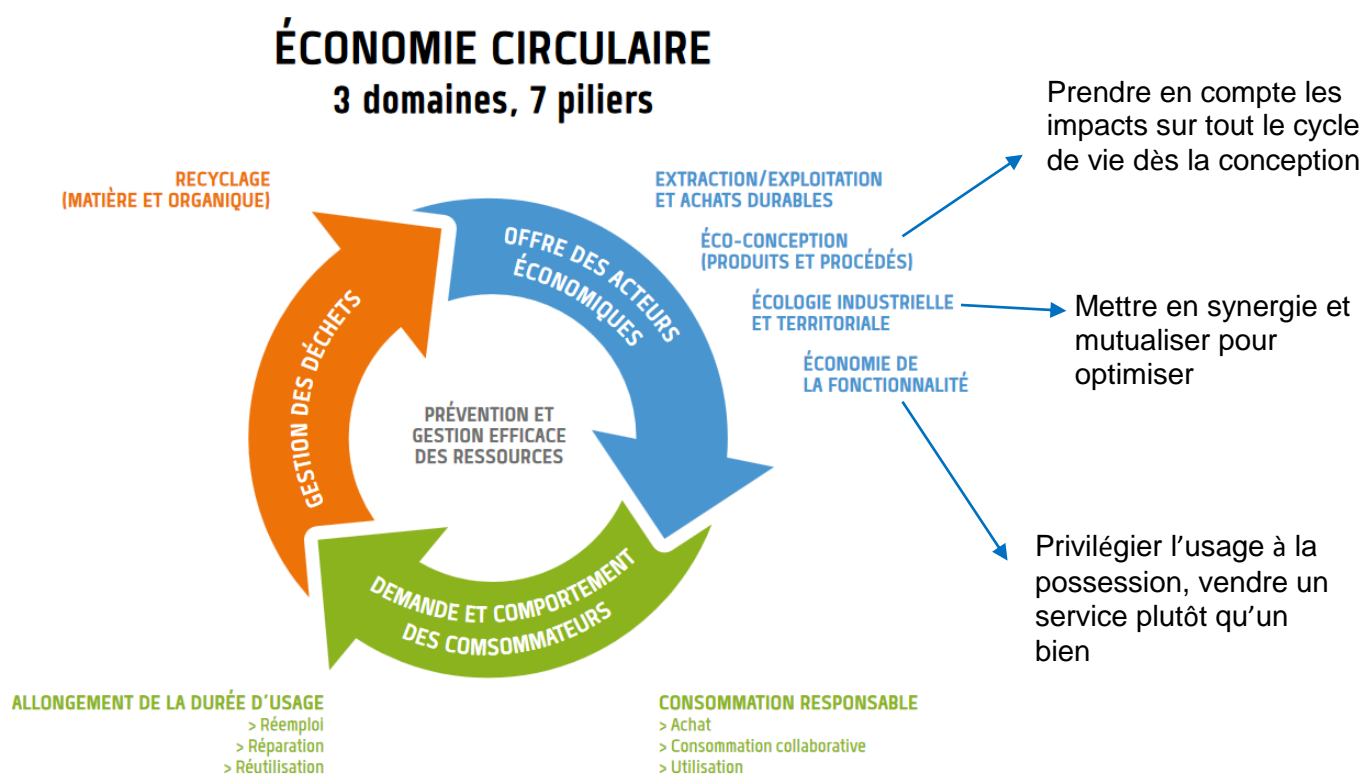 ÉCONOMIE CIRCULAIRE
3 domaines, 7 piliers
Prendre en compte les
impacts sur tout le cycle
de vie dès la conception
RECYCLAGE
(MATIÈRE ET ORGANIQUE)
EXTRACTION/EXPLOITATION
ET ACHATS DURABLES
ÉCO-CONCEPTION
(PRODUITS ET PROCÉDÉS)
ÉCOLOGIE INDUSTRIELLE
ET TERRITORIALE
ÉCONOMIE DE
LA FONCTIONNALITÉ
Mettre en synergie et
mutualiser pour
optimiser
Privilégier l'usage à la
possession, vendre un
service plutôt qu'un
bien
OFFRE DES ACTEURS
ÉCONOMIQUES
GESTION DES DÉCHETS
PRÉVENTION ET
GESTION EFFICACE
DES RESSOURCES
DEMANDE ET COMPORTEMENT
DES COMSOMMATEURS
ALLONGEMENT DE LA DURÉE D'USAGE
> Réemploi
> Réparation
> Réutilisation
CONSOMMATION RESPONSABLE
> Achat
> Consommation collaborative
> Utilisation